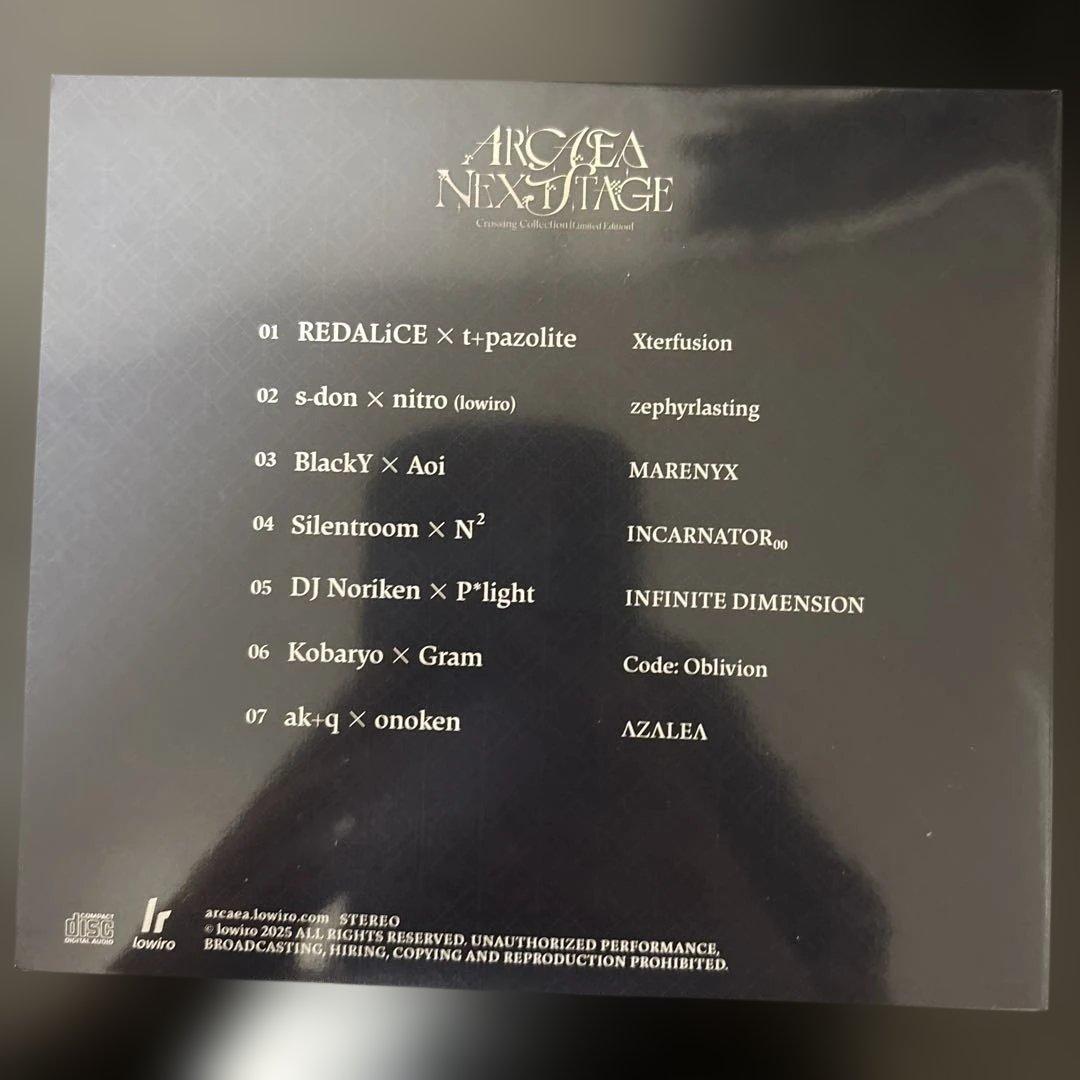 ARCAEA
NEXT STAGE
Crossing Collection [Limited Edition]
01 REDALiCE × t+pazolite Xterfusion
02 s-don × nitro (lowiro) zephyrlasting
03 BlackY × Aoi MARENYX
04 Silentroom × N² INCARNATOR₀₀
05 DJ Noriken × P*light INFINITE DIMENSION
06 Kobaryo × Gram Code: Oblivion
07 ak+q × onoken ΛZΛLEΛ
COMPACT
disc
DIGITAL AUDIO
lr
lowiro
arcaea.lowiro.com STEREO
© lowiro 2025 ALL RIGHTS RESERVED. UNAUTHORIZED PERFORMANCE,
BROADCASTING, HIRING, COPYING AND REPRODUCTION PROHIBITED.